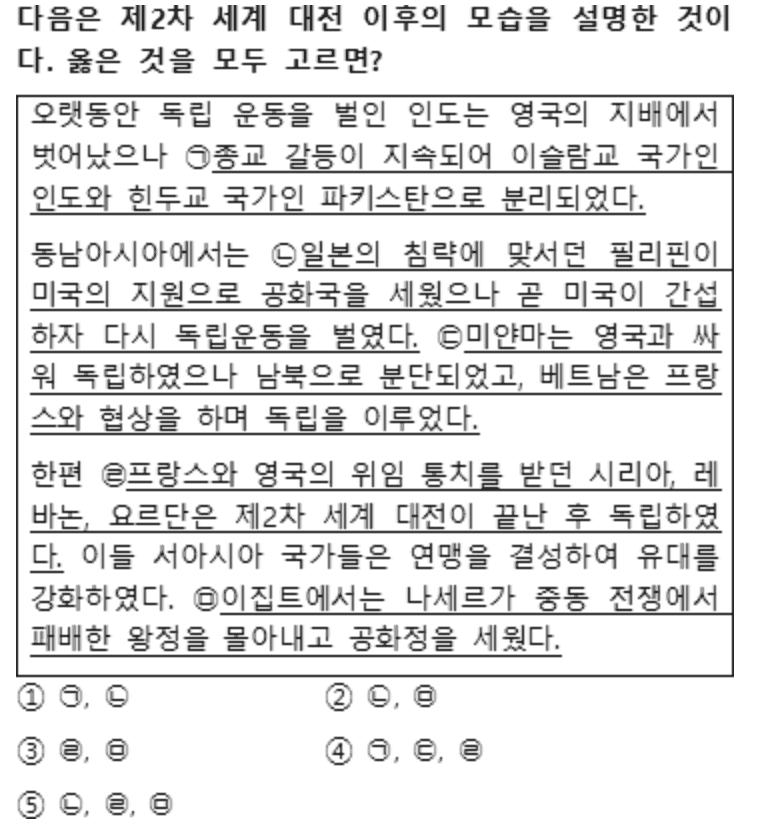 다음은 제2차 세계 대전 이후의 모습을 설명한 것이
다. 옳은 것을 모두 고르면?
오랫동안 독립 운동을 벌인 인도는 영국의 지배에서
벗어났으나 ㉠종교 갈등이 지속되어 이슬람교 국가인
인도와 힌두교 국가인 파키스탄으로 분리되었다.
동남아시아에서는 ㉡일본의 침략에 맞서던 필리핀이
미국의 지원으로 공화국을 세웠으나 곧 미국이 간섭
하자 다시 독립운동을 벌였다. ㉢미얀마는 영국과 싸
워 독립하였으나 남북으로 분단되었고, 베트남은 프랑
스와 협상을 하며 독립을 이루었다.
한편 ㉣프랑스와 영국의 위임 통치를 받던 시리아, 레
바논, 요르단은 제2차 세계 대전이 끝난 후 독립하였
다. 이들 서아시아 국가들은 연맹을 결성하여 유대를
강화하였다. ㉤이집트에서는 나세르가 중동 전쟁에서
패배한 왕정을 몰아내고 공화정을 세웠다.
① ㉠, ㉡ ② ㉡, ㉤
③ ㉣, ㉤ ④ ㉠, ㉢, ㉣
⑤ ㉡, ㉣, ㉤